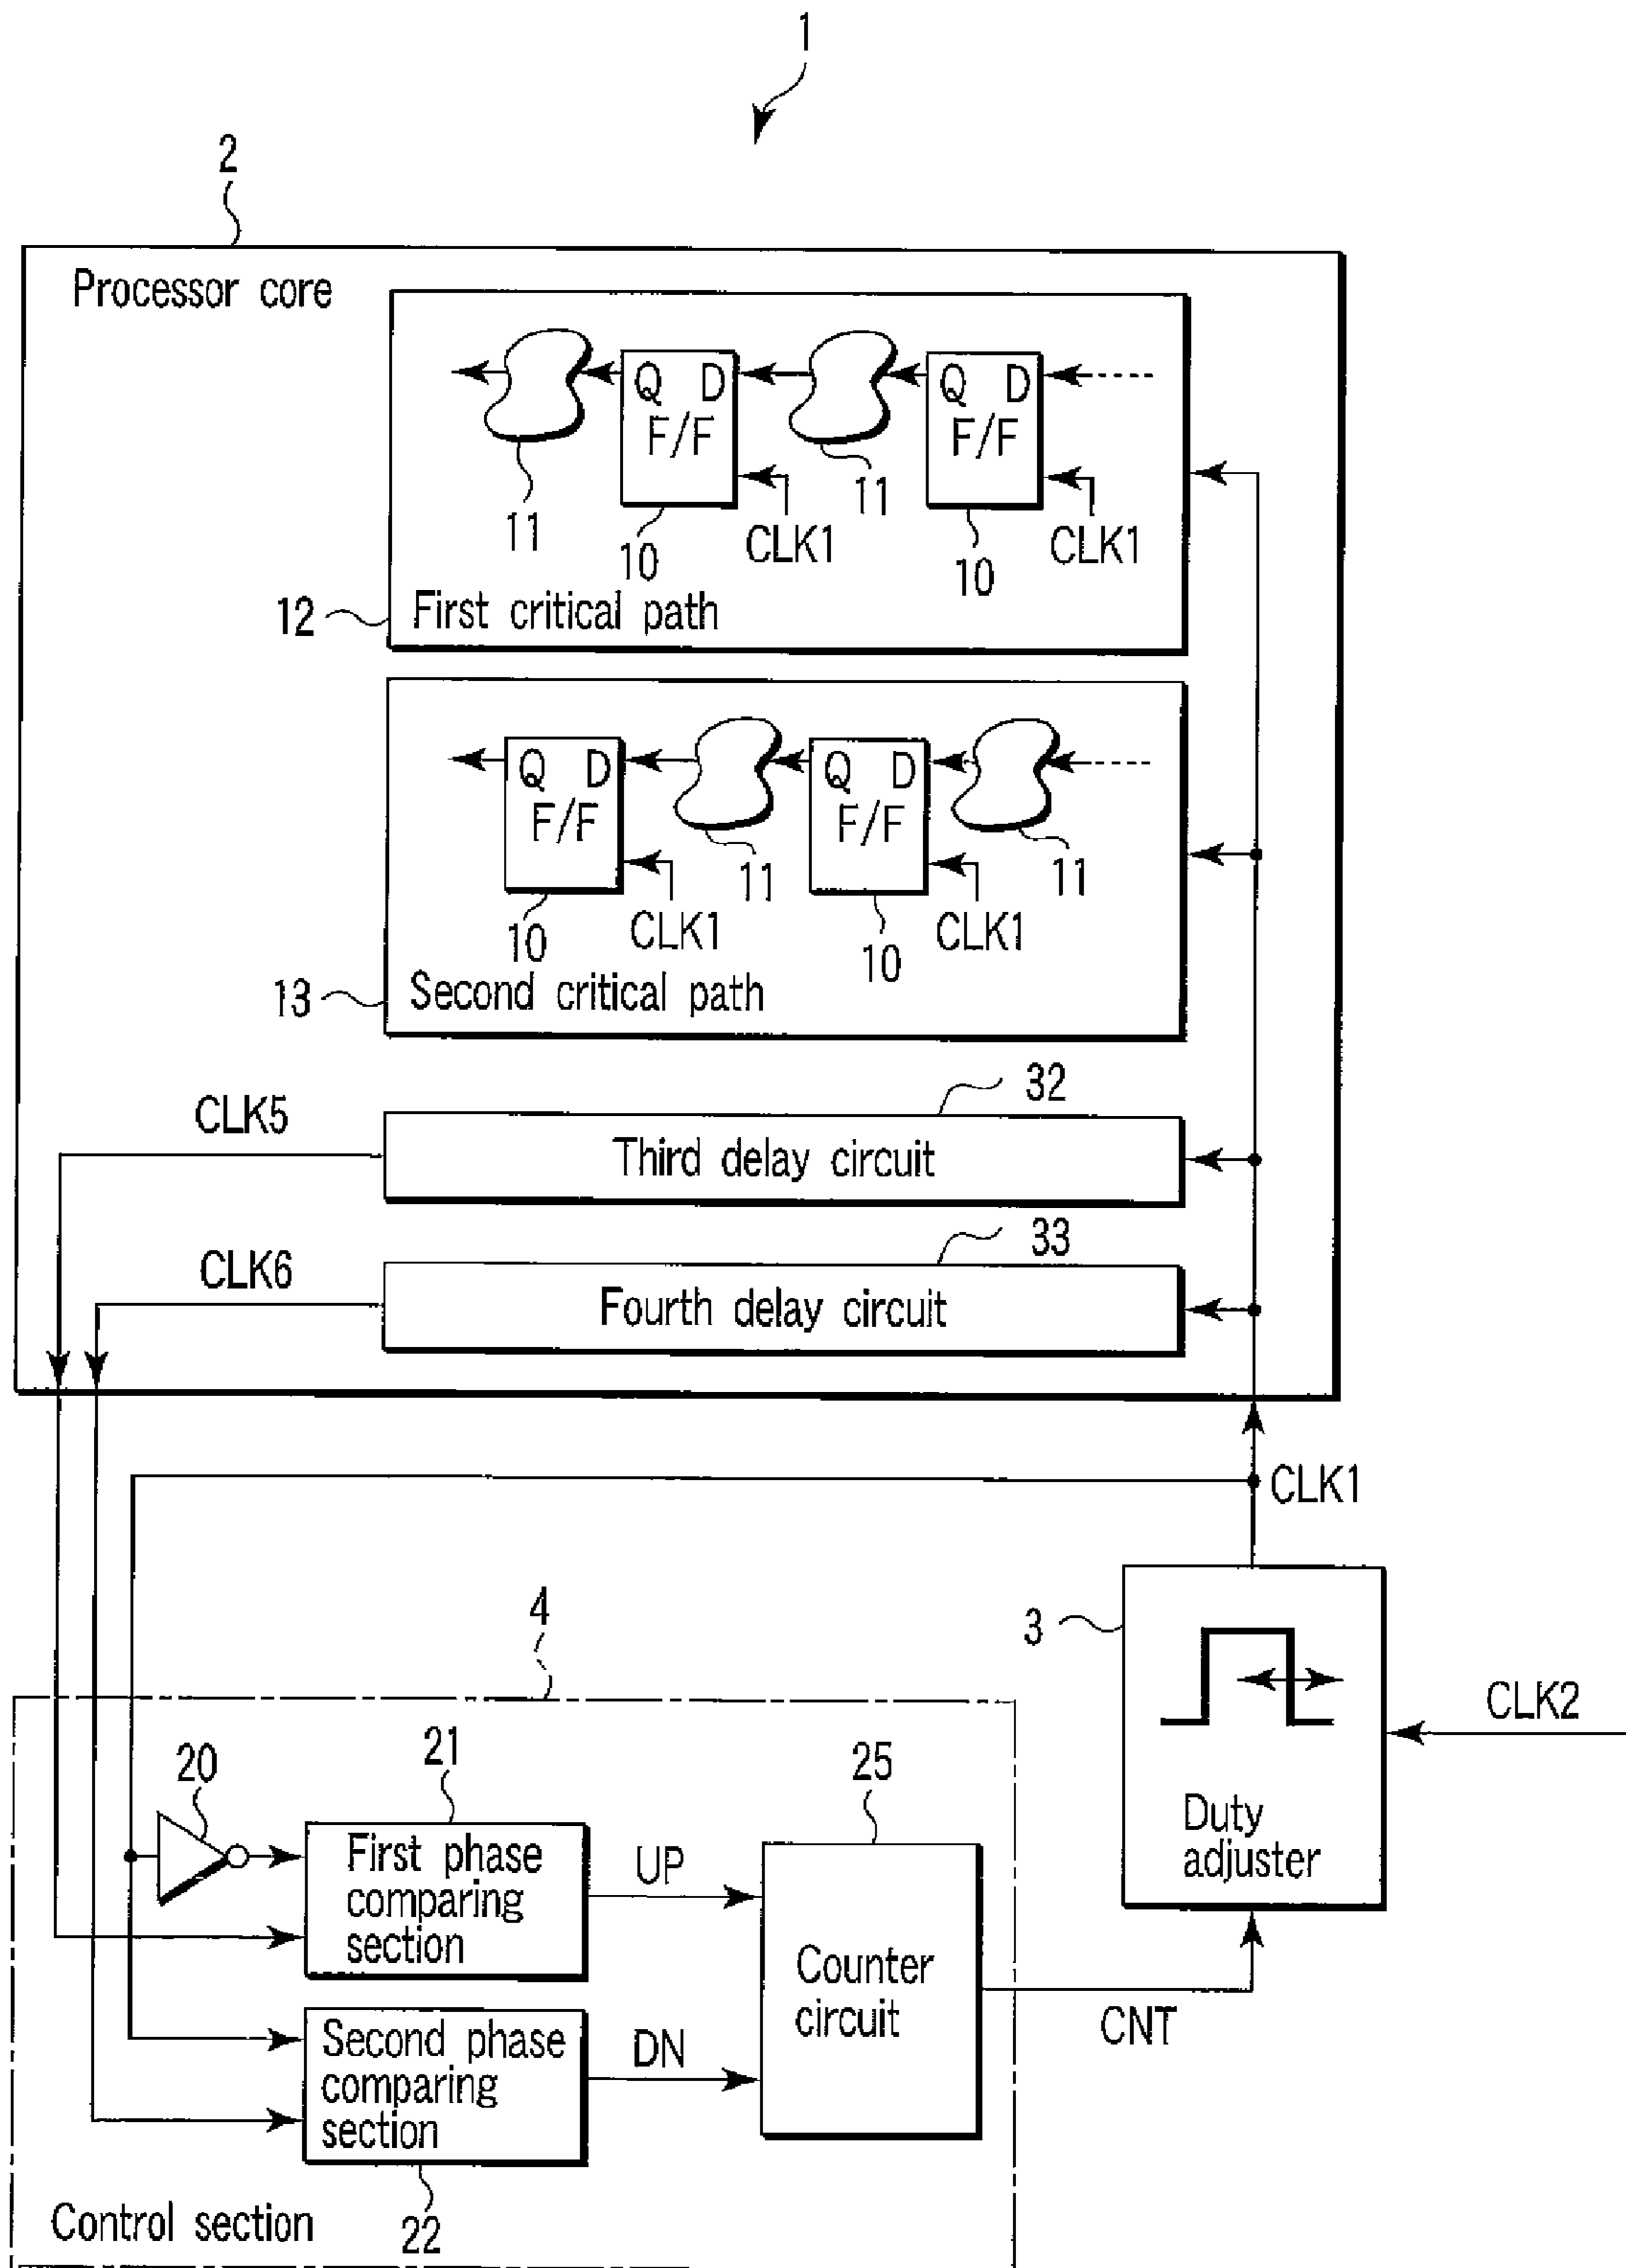 1
2
Processor core
Q D
F/F
Q D
F/F
11
10
CLK1
11
10
CLK1
12
First critical path
Q D
F/F
Q D
F/F
10
CLK1
11
10
CLK1
11
13
Second critical path
32
CLK5
Third delay circuit
33
CLK6
Fourth delay circuit
CLK1
4
3
CLK2
20
21
25
Duty
adjuster
First phase
comparing
section
UP
Counter
circuit
CNT
Second phase
comparing
section
DN
22
Control section